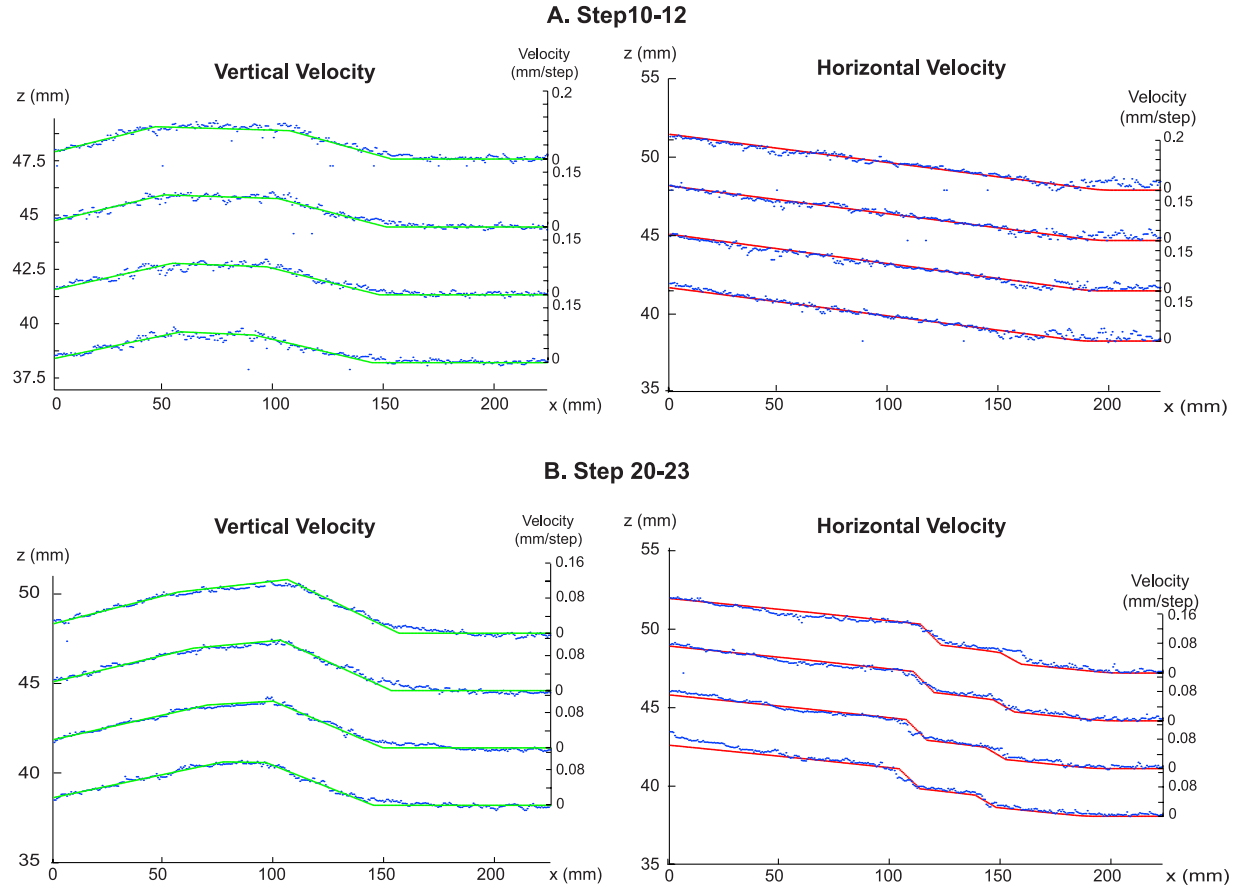 A. Step10-12
Vertical Velocity
z (mm)
Velocity
(mm/step)
0.2
47.5
0
0.15
45
0
0.15
42.5
0
0.15
40
0
37.5
0 50 100 150 200 x (mm)
Horizontal Velocity
z (mm)
55
Velocity
(mm/step)
0.2
50
0
0.15
45
0
0.15
40
0
0.15
0
35
0 50 100 150 200 x (mm)
B. Step 20-23
Vertical Velocity
z (mm)
Velocity
(mm/step)
0.16
50
0.08
0
0.08
45
0
0.08
40
0
0.08
0
35
0 50 100 150 200 x (mm)
Horizontal Velocity
z (mm)
55
Velocity
(mm/step)
0.16
50
0.08
0
0.08
45
0
0.08
40
0
0.08
0
35
0 50 100 150 200 x (mm)